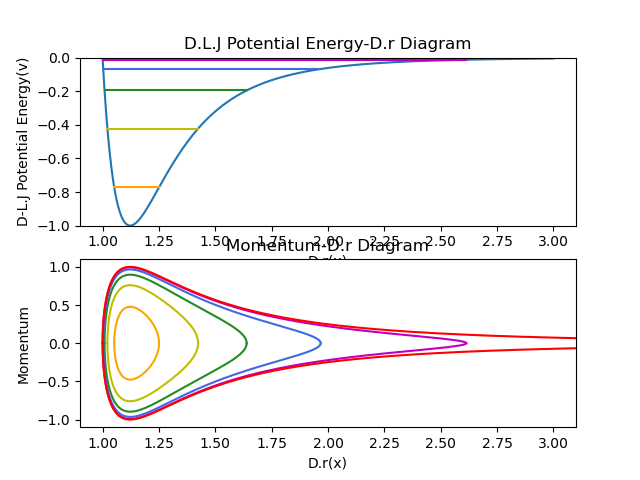 D.L.J Potential Energy-D.r Diagram
D-L.J Potential Energy(v)
0.0
−0.2
−0.4
−0.6
−0.8
−1.0
1.00 1.25 1.50 1.75 2.00 2.25 2.50 2.75 3.00
D.r(x)
Momentum-D.r Diagram
Momentum
1.0
0.5
0.0
−0.5
−1.0
1.00 1.25 1.50 1.75 2.00 2.25 2.50 2.75 3.00
D.r(x)